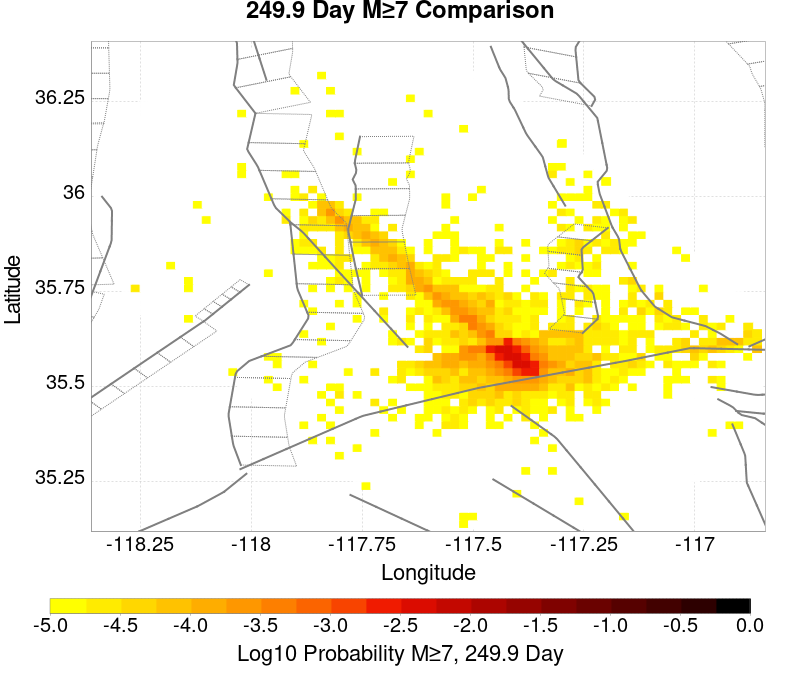 249.9 Day M≥7 Comparison
36.25
36
35.75
35.5
35.25
Latitude
-118.25 -118 -117.75 -117.5 -117.25 -117
Longitude
-5.0 -4.5 -4.0 -3.5 -3.0 -2.5 -2.0 -1.5 -1.0 -0.5 0.0
Log10 Probability M≥7, 249.9 Day